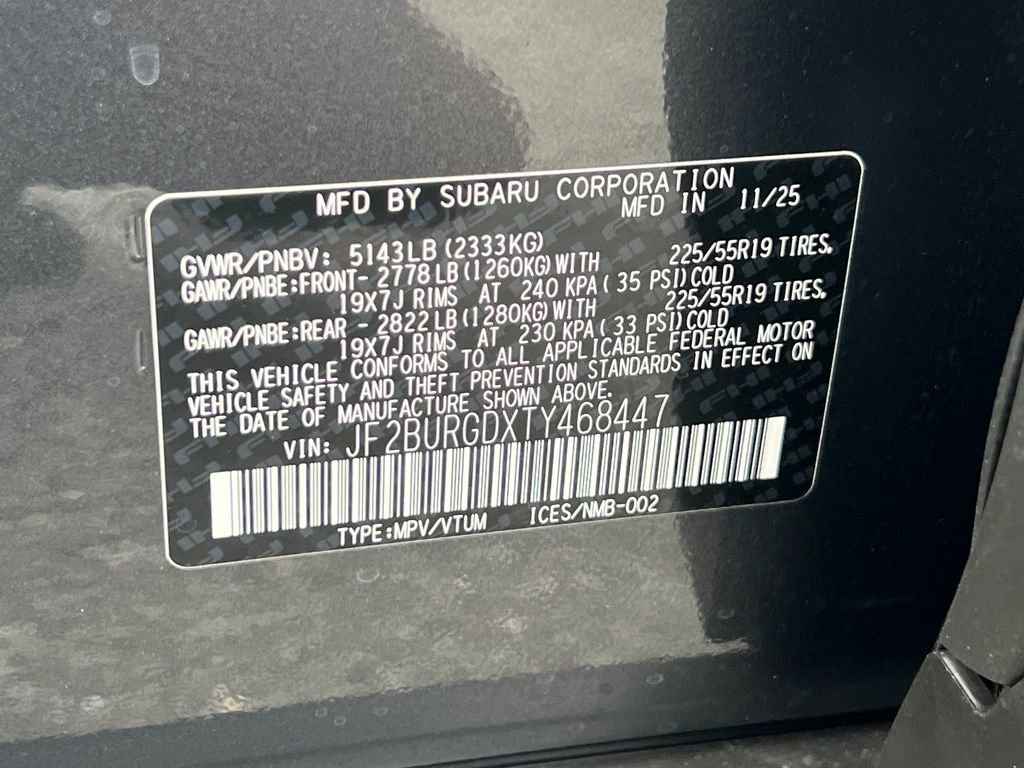 MFD BY SUBARU CORPORATION
MFD IN 11/25
GVWR/PNBV: 5143LB(2333KG)
GAWR/PNBE:FRONT- 2778LB(1260KG)WITH 225/55R19 TIRES,
19X7J RIMS AT 240 KPA( 35 PSI)COLD
GAWR/PNBE:REAR - 2822LB(1280KG)WITH 225/55R19 TIRES,
19X7J RIMS AT 230 KPA( 33 PSI)COLD
THIS VEHICLE CONFORMS TO ALL APPLICABLE FEDERAL MOTOR
VEHICLE SAFETY AND THEFT PREVENTION STANDARDS IN EFFECT ON
THE DATE OF MANUFACTURE SHOWN ABOVE.
VIN: JF2BURGDXTY468447
TYPE:MPV/VTUM ICES/NMB-002